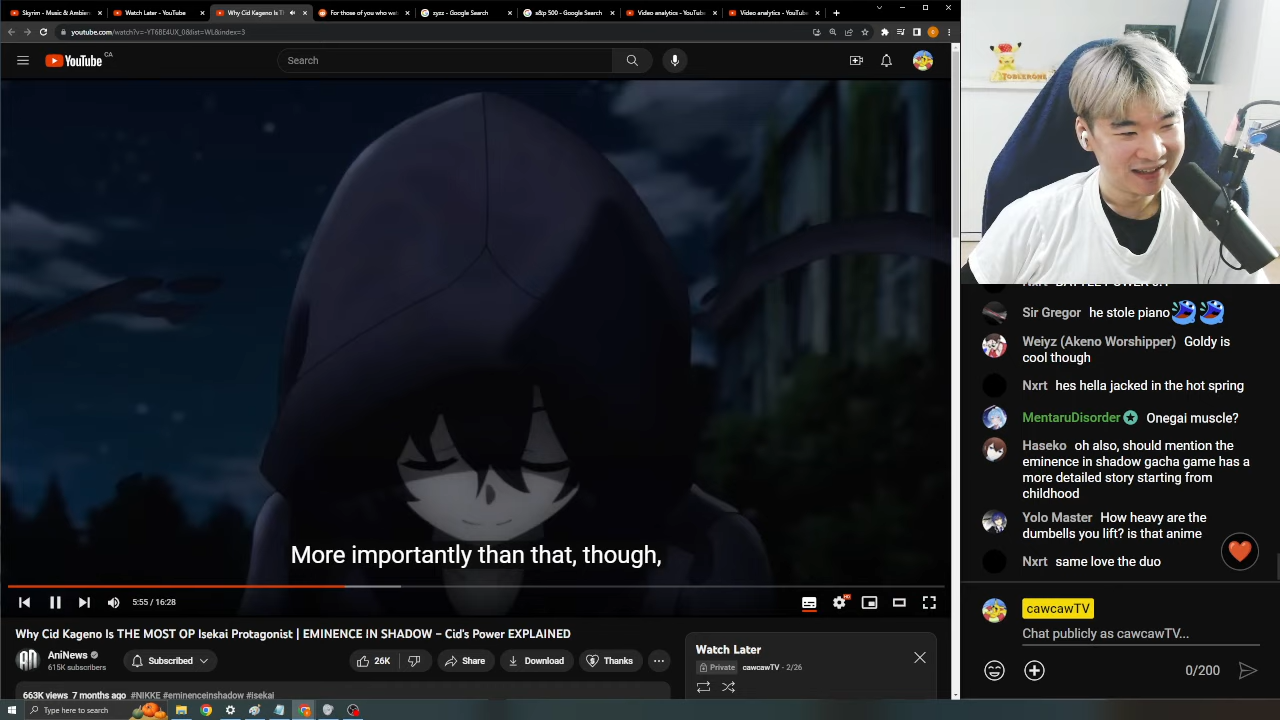 Skyrim - Music & Ambien
Watch Later - YouTube
Why Cid Kageno Is T
For those of you who wat
zyxz - Google Search
s&p 500 - Google Search
Video analytics - YouTub
Video analytics - YouTub
youtube.com/watch?v=-YT6BE4UX_0&list=WL&index=3
YouTube CA
Search
TOBLERONE
More importantly than that, though,
5:55 / 16:28
HD
Why Cid Kageno Is THE MOST OP Isekai Protagonist | EMINENCE IN SHADOW – Cid's Power EXPLAINED
AN
AniNews
615K subscribers
Subscribed
26K
Share
Download
Thanks
663K views 7 months ago #NIKKE #eminenceinshadow #isekai
Watch Later
Private cawcawTV - 2/26
Type here to search
Sir Gregor he stole piano
Weiyz (Akeno Worshipper) Goldy is
cool though
Nxrt hes hella jacked in the hot spring
MentaruDisorder Onegai muscle?
Haseko oh also, should mention the
eminence in shadow gacha game has a
more detailed story starting from
childhood
Yolo Master How heavy are the
dumbells you lift? is that anime
Nxrt same love the duo
cawcawTV
Chat publicly as cawcawTV...
0/200